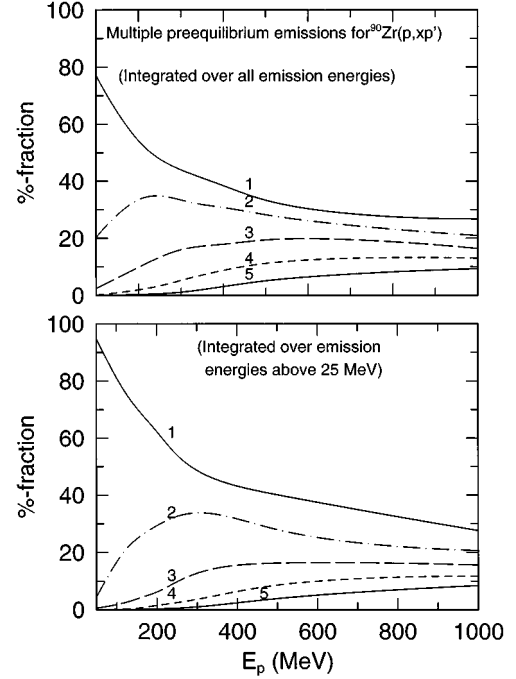 100
Multiple preequilibrium emissions for ⁹⁰Zr(p,xp')
80
(Integrated over all emission energies)
60
%-fraction
40
1
2
20
3
4
5
0
100
(Integrated over emission
energies above 25 MeV)
80
1
60
%-fraction
40
2
20
3
4
5
0
200 400 600 800 1000
E_p (MeV)